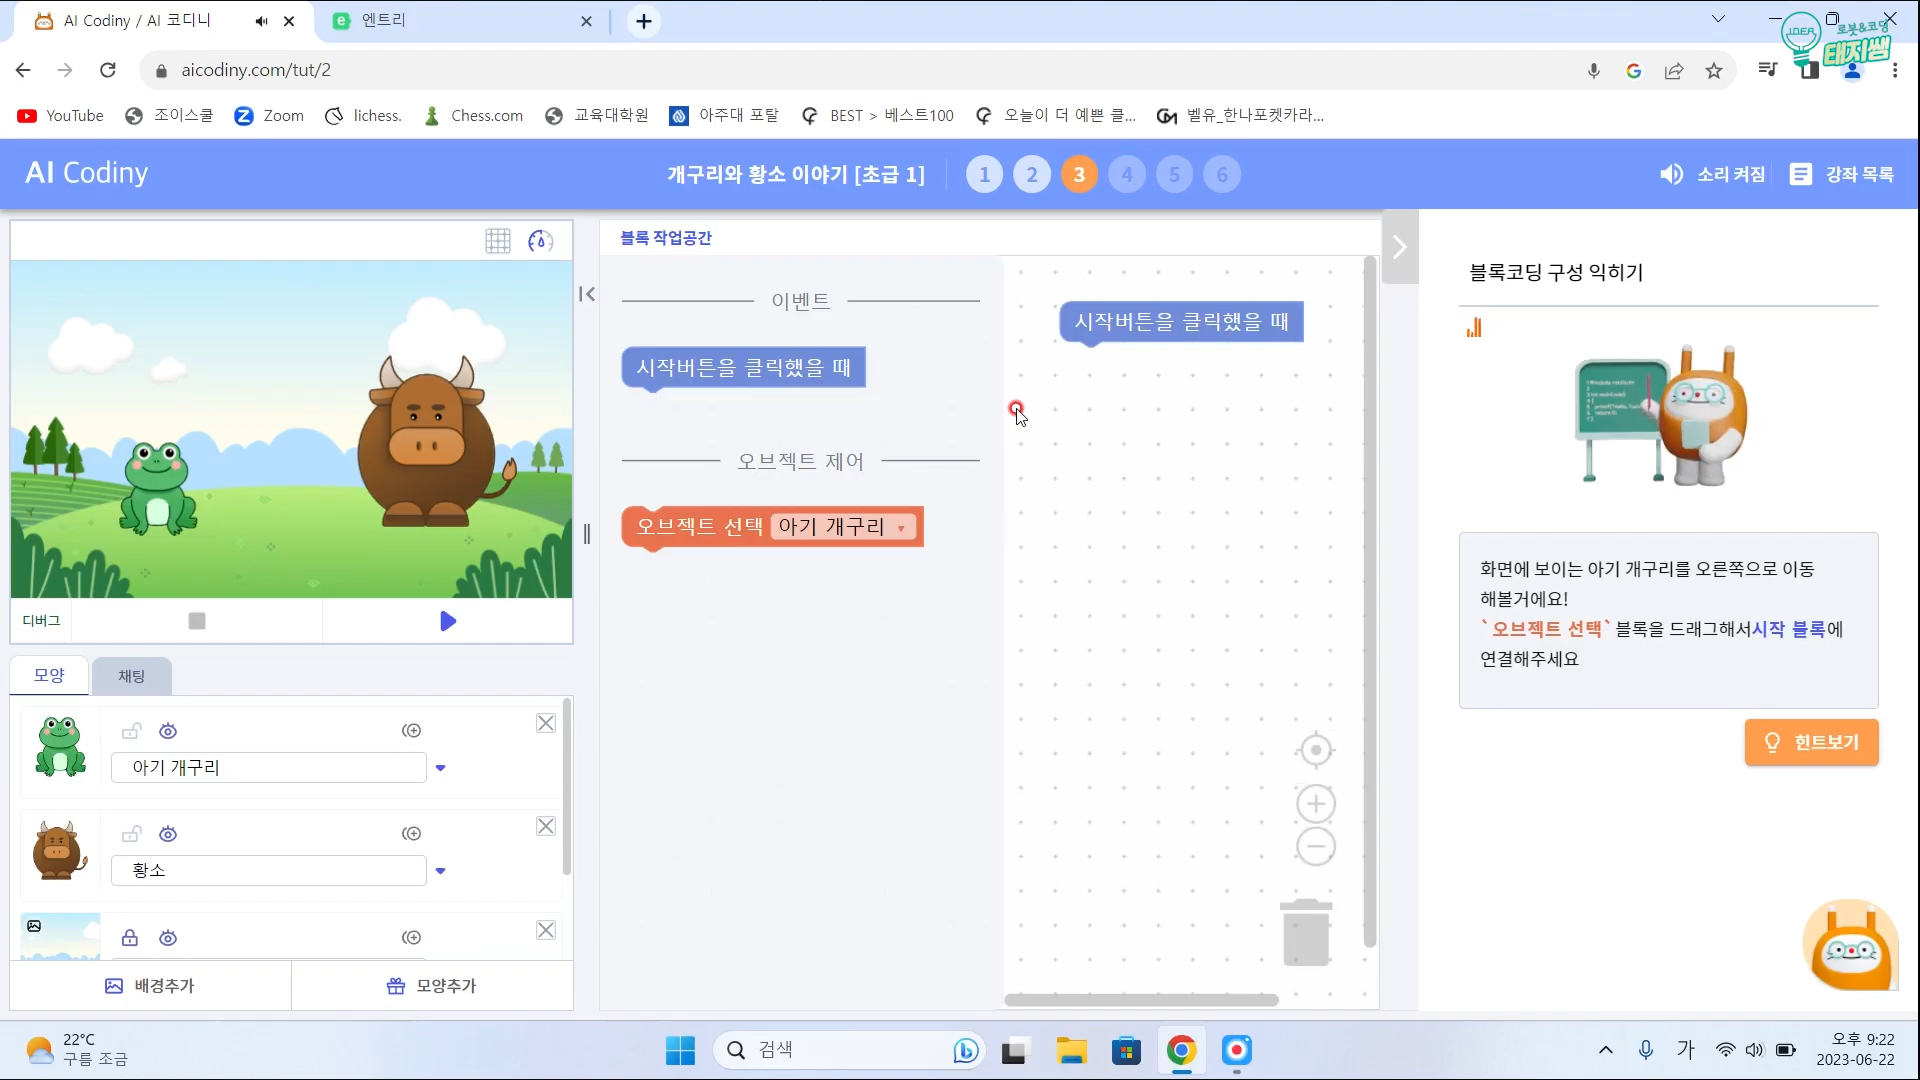 AI Codiny / AI 코디니
엔트리
로봇&코딩
I.D.E.A
태지쌤
aicodiny.com/tut/2
YouTube
조이스쿨
Zoom
lichess.
Chess.com
교육대학원
아주대 포탈
BEST > 베스트100
오늘이 더 예쁜 클...
벨유_한나포켓카라...
AI Codiny
개구리와 황소 이야기 [초급 1]
1 2 3 4 5 6
소리 켜짐
강좌 목록
블록 작업공간
이벤트
시작버튼을 클릭했을 때
오브젝트 제어
오브젝트 선택 아기 개구리
시작버튼을 클릭했을 때
블록코딩 구성 익히기
화면에 보이는 아기 개구리를 오른쪽으로 이동
해볼거에요!
`오브젝트 선택` 블록을 드래그해서시작 블록에
연결해주세요
힌트보기
디버그
모양
채팅
아기 개구리
황소
배경추가
모양추가
22°C
구름 조금
검색
가
오후 9:22
2023-06-22